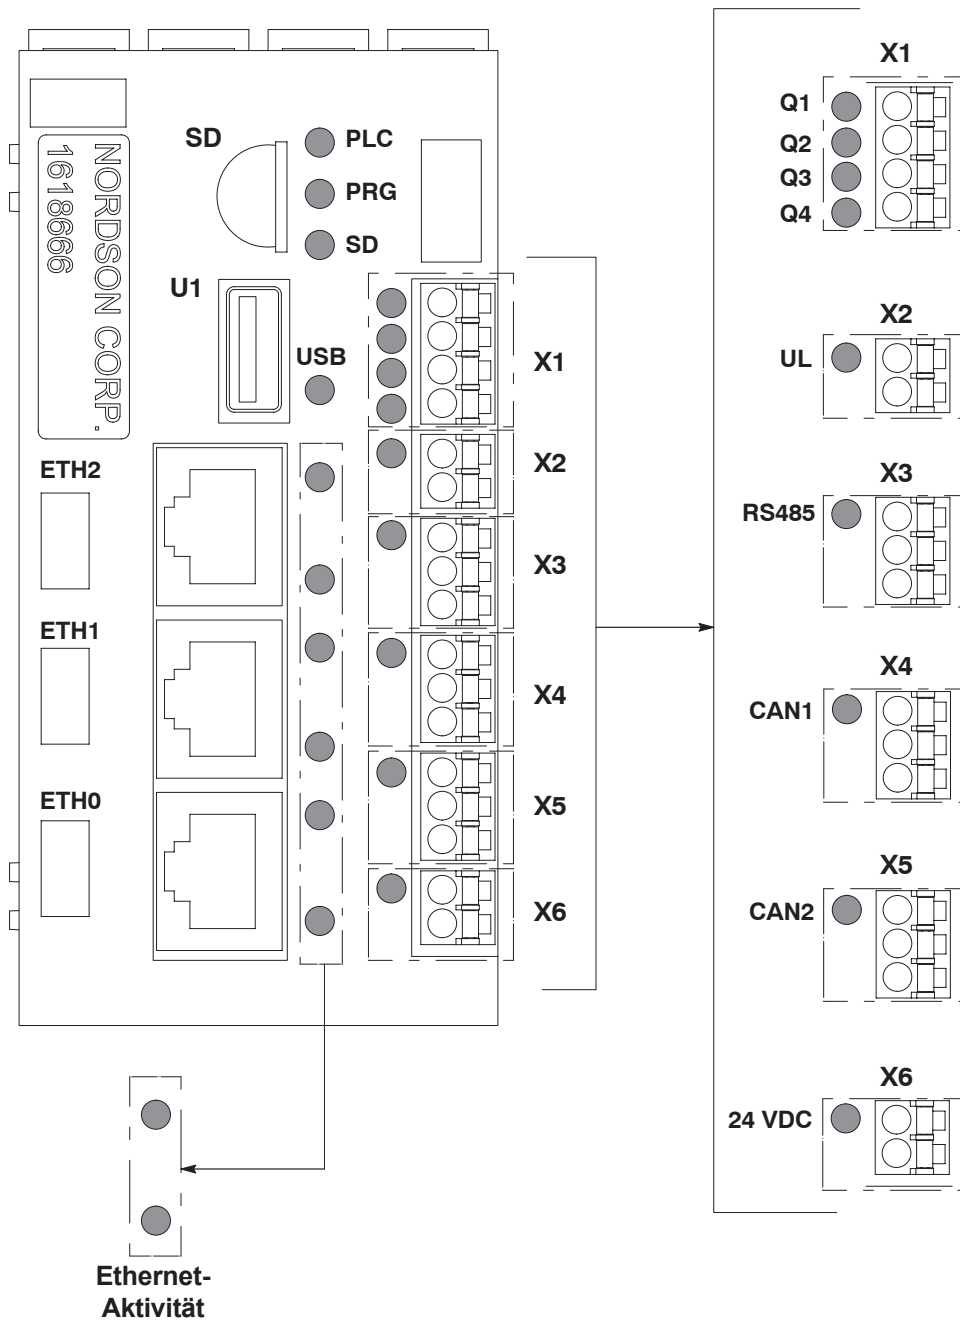 NORDSON CORP.
1618666
SD
PLC
PRG
SD
U1
USB
ETH2
ETH1
ETH0
X1
X2
X3
X4
X5
X6
Ethernet-
Aktivität
X1
Q1
Q2
Q3
Q4
X2
UL
X3
RS485
X4
CAN1
X5
CAN2
X6
24 VDC